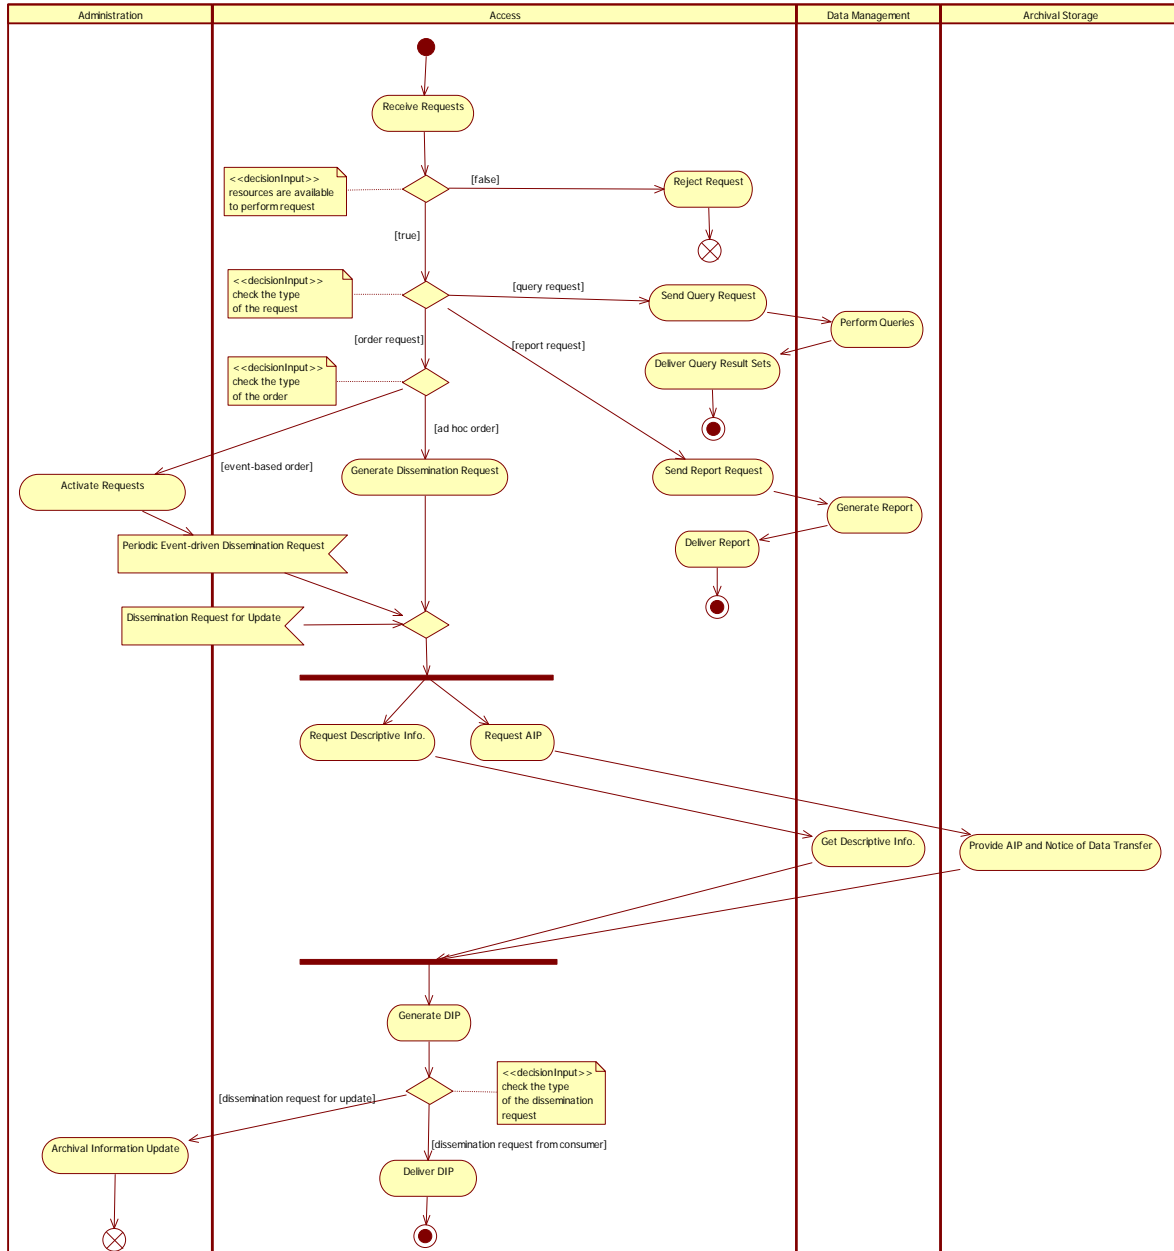 Administration
Access
Data Management
Archival Storage
Receive Requests
<<decisionInput>>
resources are available
to perform request
[false]
Reject Request
[true]
<<decisionInput>>
check the type
of the request
[query request]
Send Query Request
Perform Queries
[order request]
[report request]
Deliver Query Result Sets
<<decisionInput>>
check the type
of the order
[ad hoc order]
[event-based order]
Generate Dissemination Request
Send Report Request
Activate Requests
Generate Report
Periodic Event-driven Dissemination Request
Deliver Report
Dissemination Request for Update
Request Descriptive Info.
Request AIP
Get Descriptive Info.
Provide AIP and Notice of Data Transfer
Generate DIP
<<decisionInput>>
check the type
of the dissemination
request
[dissemination request for update]
[dissemination request from consumer]
Archival Information Update
Deliver DIP